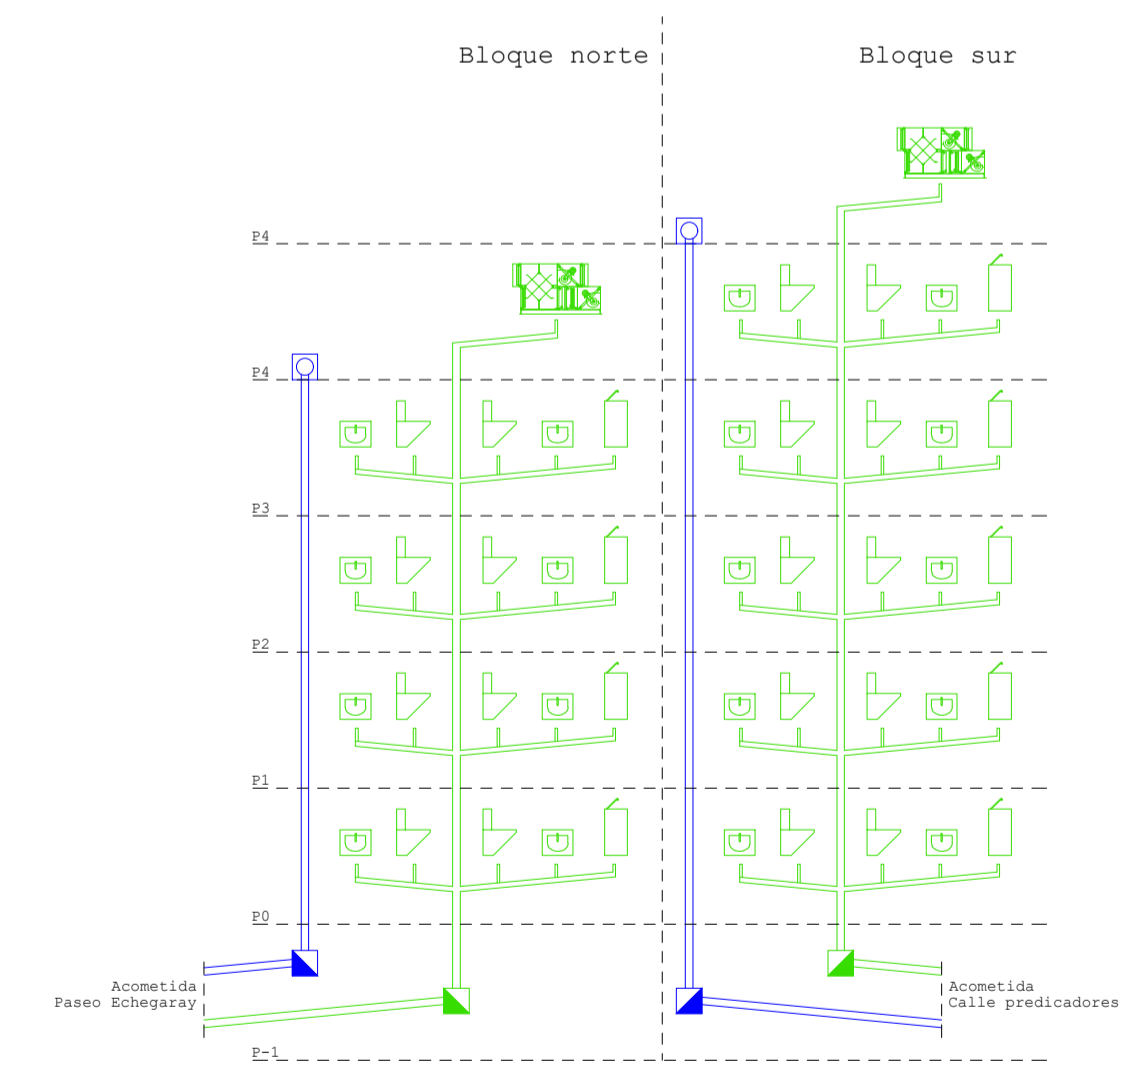 Bloque norte
Bloque sur
P4
P4
P3
P2
P1
P0
Acometida
Paseo Echegaray
Acometida
Calle predicadores
P-1